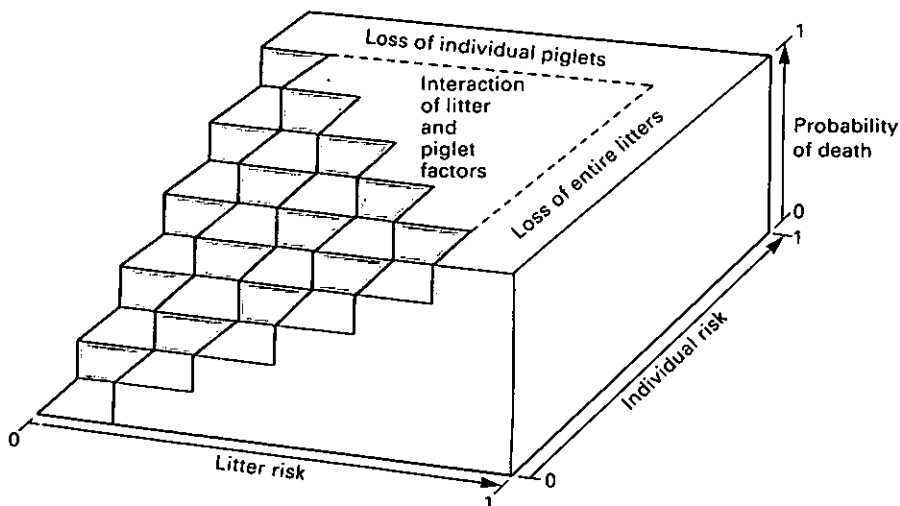 Loss of individual piglets
Interaction
of litter
and
piglet
factors
Loss of entire litters
1
Probability
of death
0
1
Individual risk
0
0
Litter risk
1